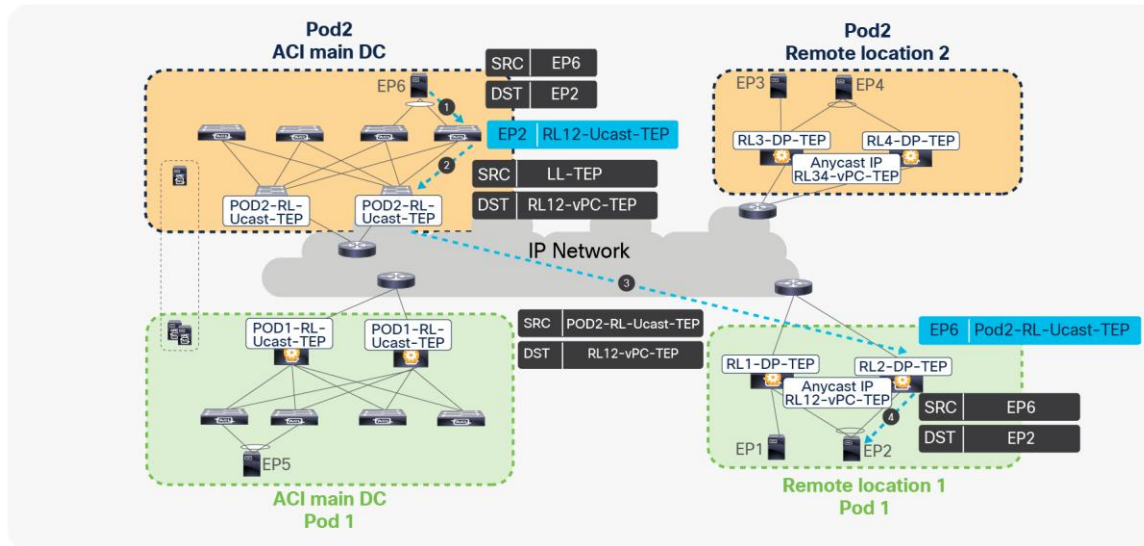 Pod2
ACI main DC
EP6
SRC EP6
DST EP2
1
EP2 RL12-Ucast-TEP
2
SRC LL-TEP
DST RL12-vPC-TEP
POD2-RL-
Ucast-TEP
POD2-RL-
Ucast-TEP
Pod2
Remote location 2
EP3
EP4
RL3-DP-TEP
RL4-DP-TEP
Anycast IP
RL34-vPC-TEP
IP Network
3
POD1-RL-
Ucast-TEP
POD1-RL-
Ucast-TEP
SRC POD2-RL-Ucast-TEP
DST RL12-vPC-TEP
EP5
ACI main DC
Pod 1
EP6 Pod2-RL-Ucast-TEP
RL1-DP-TEP
RL2-DP-TEP
Anycast IP
RL12-vPC-TEP
SRC EP6
DST EP2
4
EP1
EP2
Remote location 1
Pod 1